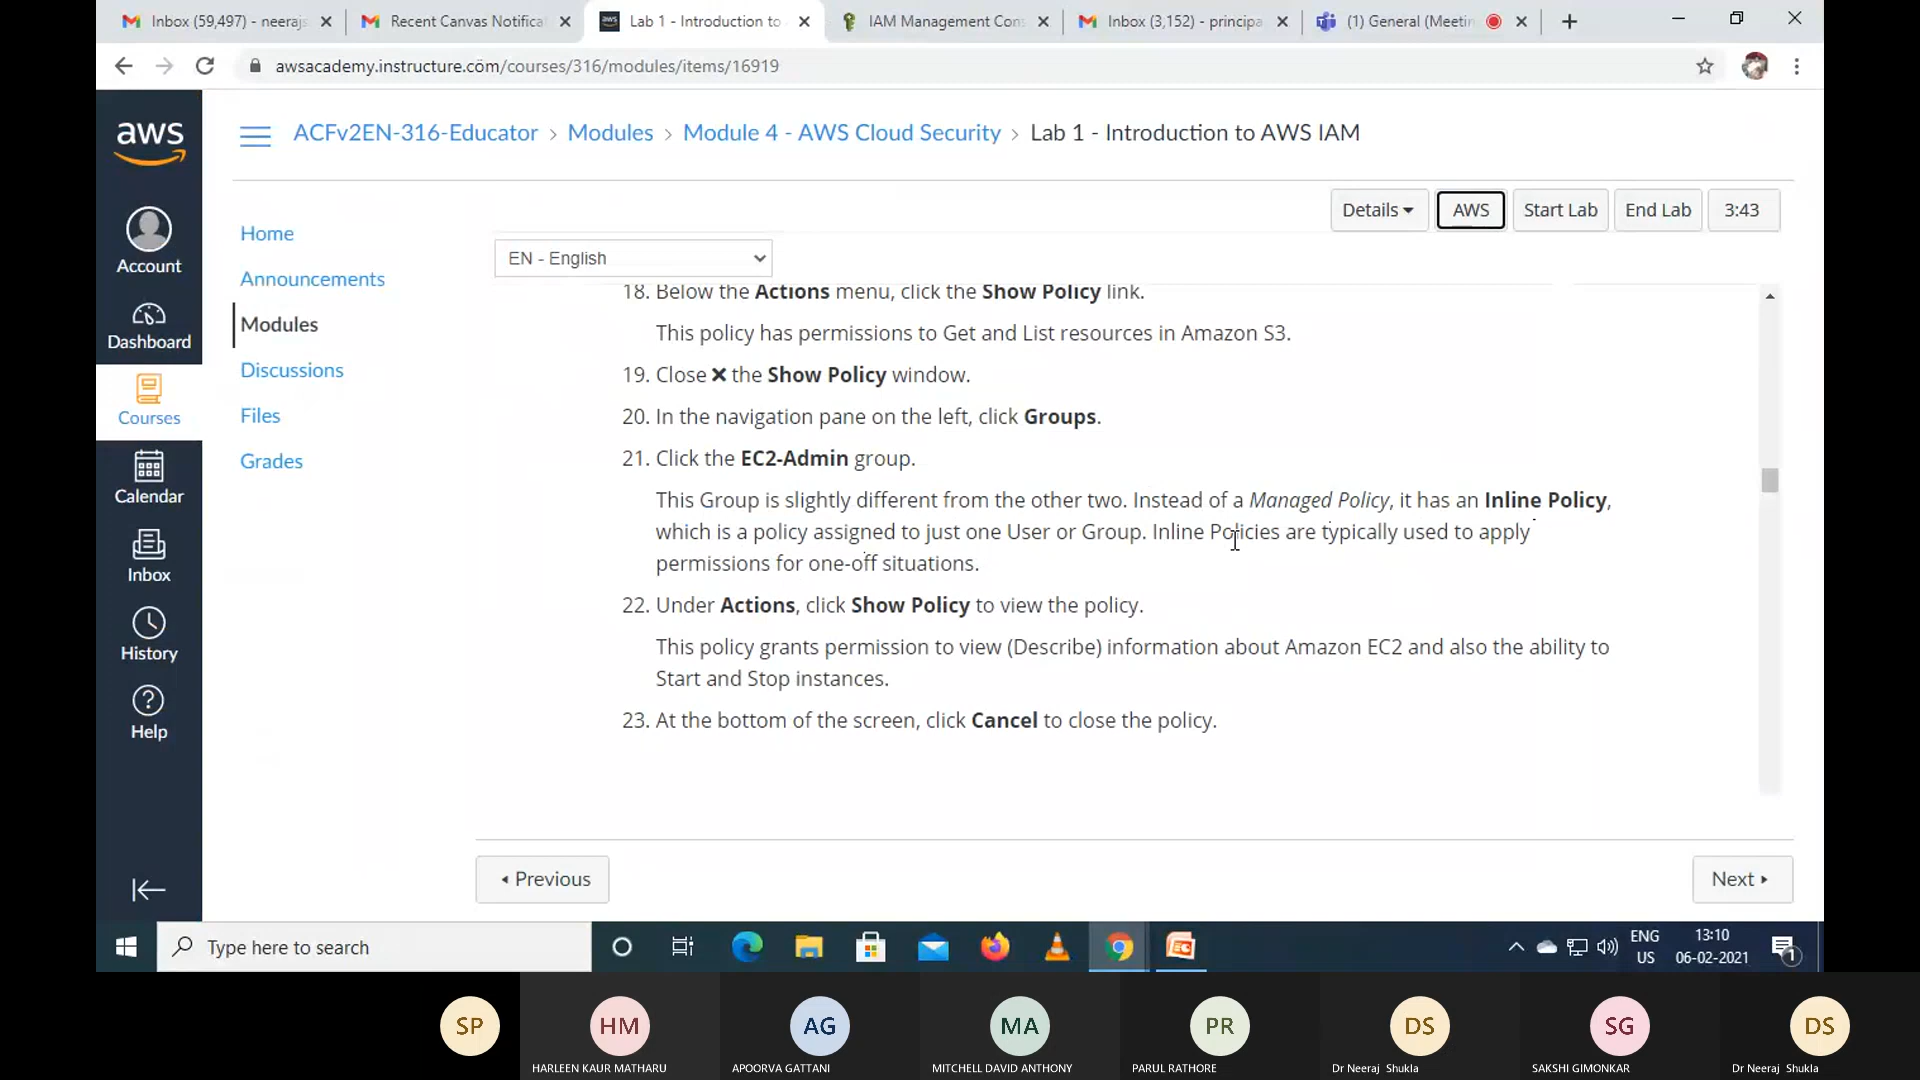 Inbox (59,497) - neerajs
Recent Canvas Notifica
Lab 1 - Introduction to
IAM Management Con
Inbox (3,152) - principa
(1) General (Meetin
awsacademy.instructure.com/courses/316/modules/items/16919
aws
ACFv2EN-316-Educator > Modules > Module 4 - AWS Cloud Security > Lab 1 - Introduction to AWS IAM
Details
AWS
Start Lab
End Lab
3:43
Account
Dashboard
Courses
Calendar
Inbox
History
Help
Home
Announcements
Modules
Discussions
Files
Grades
EN - English
18. Below the Actions menu, click the Show Policy link.
This policy has permissions to Get and List resources in Amazon S3.
19. Close ✖ the Show Policy window.
20. In the navigation pane on the left, click Groups.
21. Click the EC2-Admin group.
This Group is slightly different from the other two. Instead of a Managed Policy, it has an Inline Policy,
which is a policy assigned to just one User or Group. Inline Policies are typically used to apply
permissions for one-off situations.
22. Under Actions, click Show Policy to view the policy.
This policy grants permission to view (Describe) information about Amazon EC2 and also the ability to
Start and Stop instances.
23. At the bottom of the screen, click Cancel to close the policy.
Previous
Next
Type here to search
ENG
US
13:10
06-02-2021
1
SP
HM
AG
MA
PR
DS
SG
DS
HARLEEN KAUR MATHARU
APOORVA GATTANI
MITCHELL DAVID ANTHONY
PARUL RATHORE
Dr Neeraj Shukla
SAKSHI GIMONKAR
Dr Neeraj Shukla